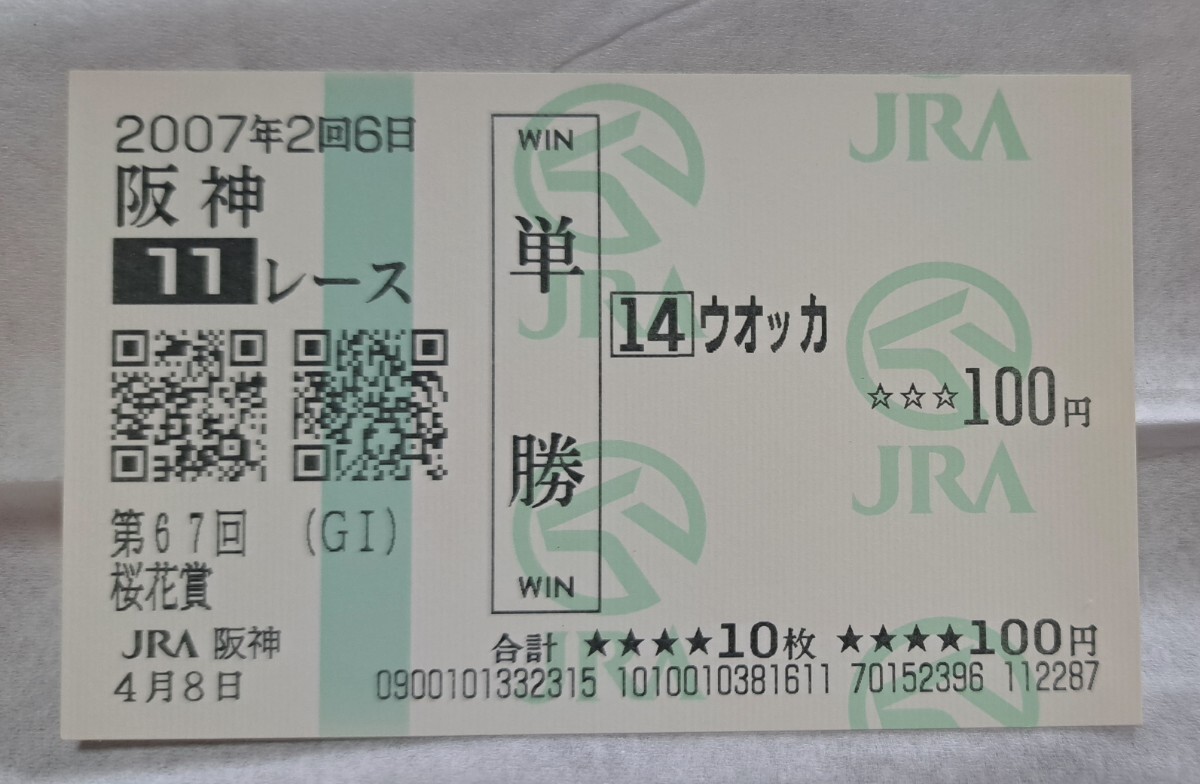 2007年2回6日
阪神
11レース
第67回 (GI)
桜花賞
JRA 阪神
4月8日
WIN
単勝
WIN
14 ウオッカ
☆☆☆100円
合計 ★★★★10枚 ★★★★100円
0900101332315 1010010381611 70152396 112287
JRA
JRA
JRA
JRA